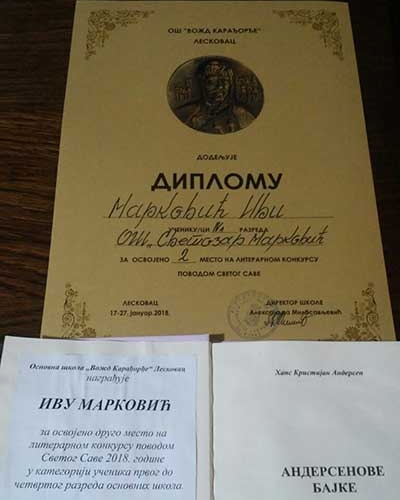 ОШ "ВОЖД КАРАЂОРЂЕ"
ЛЕСКОВАЦ
ДОДЕЉУЈЕ
ДИПЛОМУ
Марковић Иви
УЧЕНИКУ/ЦИ РАЗРЕДА
ОШ „Светозар Марковић
ЗА ОСВОЈЕНО 2 МЕСТО НА ЛИТЕРАРНОМ КОНКУРСУ
ПОВОДОМ СВЕТОГ САВЕ
ЛЕСКОВАЦ
17-27. јануар.2018.
ДИРЕКТОР ШКОЛЕ
Александра Милосављевић
Основна школа „Вожд Карађорђе" Лесковац
награђује
ИВУ МАРКОВИЋ
за освојено друго место на
литерарном конкурсу поводом
Светог Саве 2018. године
у категорији ученика првог до
четвртог разреда основних школа.
Ханс Кристијан Андерсен
АНДЕРСЕНОВЕ
БАЈКЕ